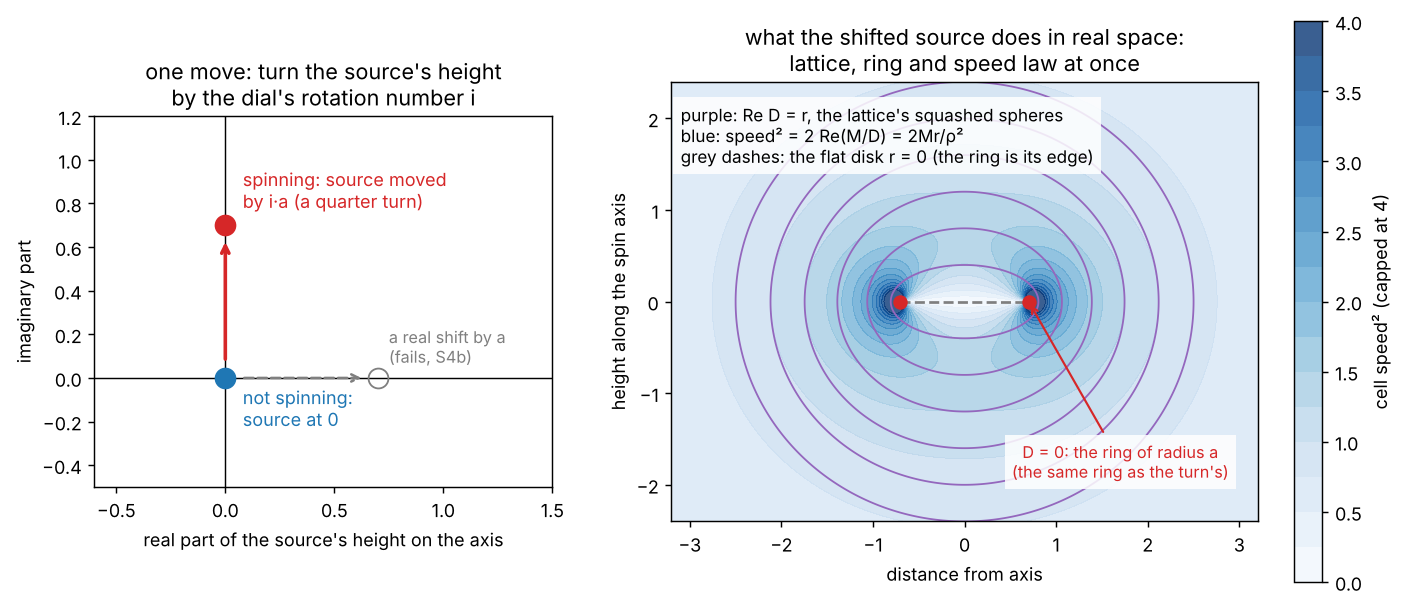 one move: turn the source's height
by the dial's rotation number i
1.2
1.0
0.8
0.6
0.4
0.2
0.0
−0.2
−0.4
imaginary part
spinning: source moved
by i·a (a quarter turn)
a real shift by a
(fails, S4b)
not spinning:
source at 0
−0.5
0.0
0.5
1.0
1.5
real part of the source's height on the axis
what the shifted source does in real space:
lattice, ring and speed law at once
purple: Re D = r, the lattice's squashed spheres
blue: speed² = 2 Re(M/D) = 2Mr/ρ²
grey dashes: the flat disk r = 0 (the ring is its edge)
2
1
0
−1
−2
height along the spin axis
D = 0: the ring of radius a
(the same ring as the turn's)
−3
−2
−1
0
1
2
3
distance from axis
4.0
3.5
3.0
2.5
2.0
1.5
1.0
0.5
0.0
cell speed² (capped at 4)